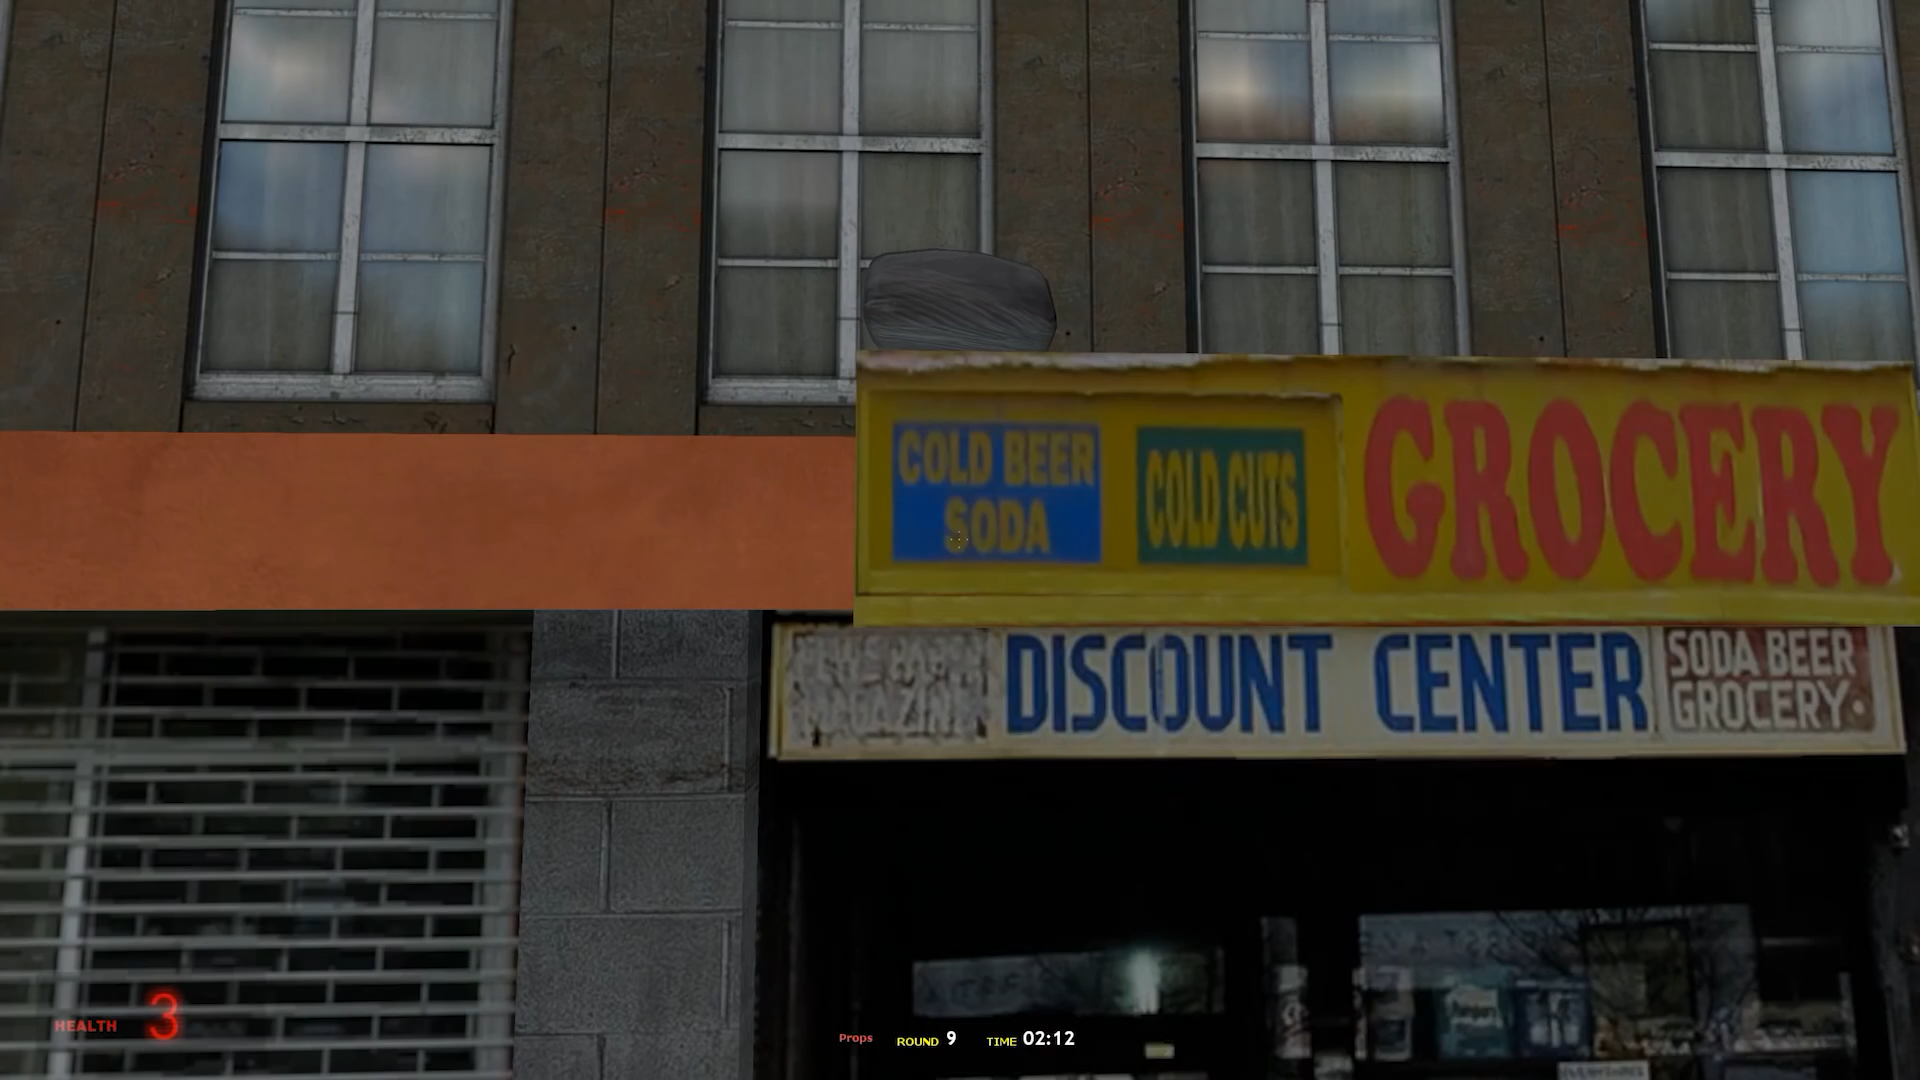 COLD BEER
SODA
COLD CUTS
GROCERY
DISCOUNT CENTER
SODA BEER
GROCERY
HEALTH 3
Props ROUND 9 TIME 02:12